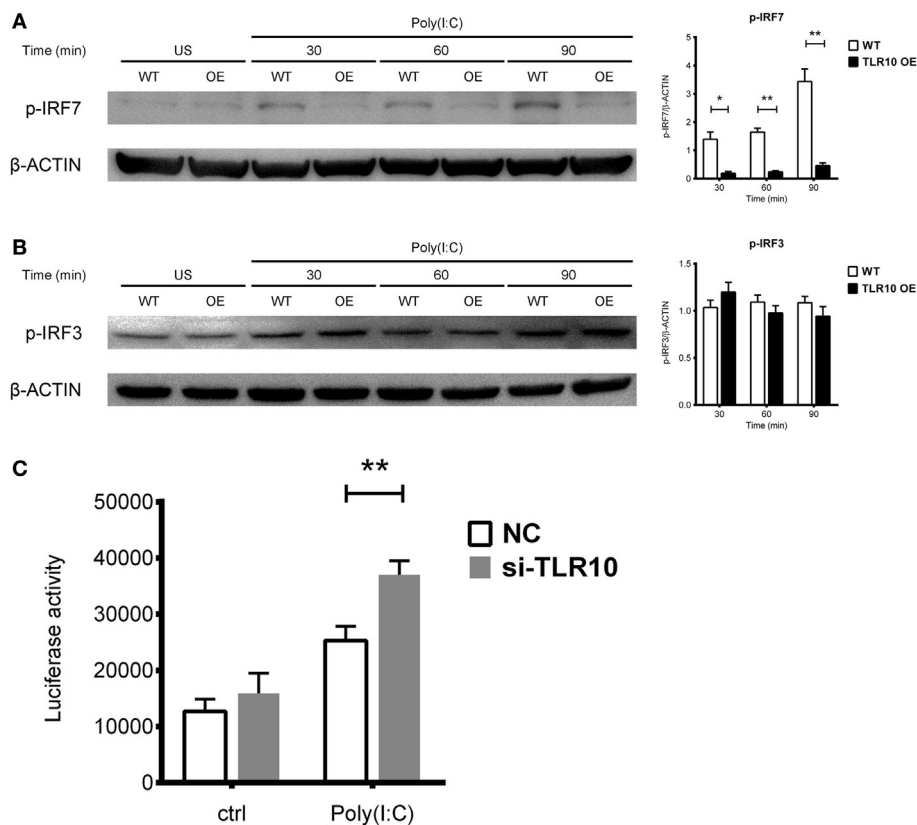 A
Poly(I:C)
Time (min) US 30 60 90
WT OE WT OE WT OE WT OE
p-IRF7
β-ACTIN
p-IRF7
p-IRF7/β-ACTIN
5
4
3
2
1
0
* ** **
30 60 90
Time (min)
WT
TLR10 OE
B
Poly(I:C)
Time (min) US 30 60 90
WT OE WT OE WT OE WT OE
p-IRF3
β-ACTIN
p-IRF3
p-IRF3/β-ACTIN
1.5
1.0
0.5
0.0
30 60 90
Time (min)
WT
TLR10 OE
C
Luciferase activity
50000
40000
30000
20000
10000
0
**
ctrl Poly(I:C)
NC
si-TLR10